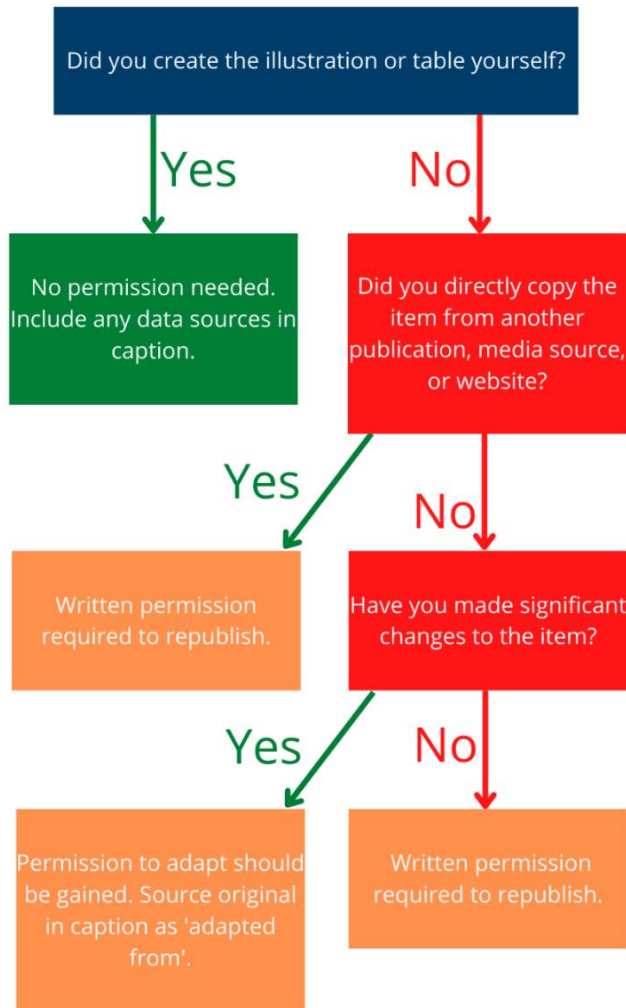 Did you create the illustration or table yourself?
Yes
No
No permission needed.
Include any data sources in
caption.
Did you directly copy the
item from another
publication, media source,
or website?
Yes
No
Written permission
required to republish.
Have you made significant
changes to the item?
Yes
No
Permission to adapt should
be gained. Source original
in caption as 'adapted
from'.
Written permission
required to republish.